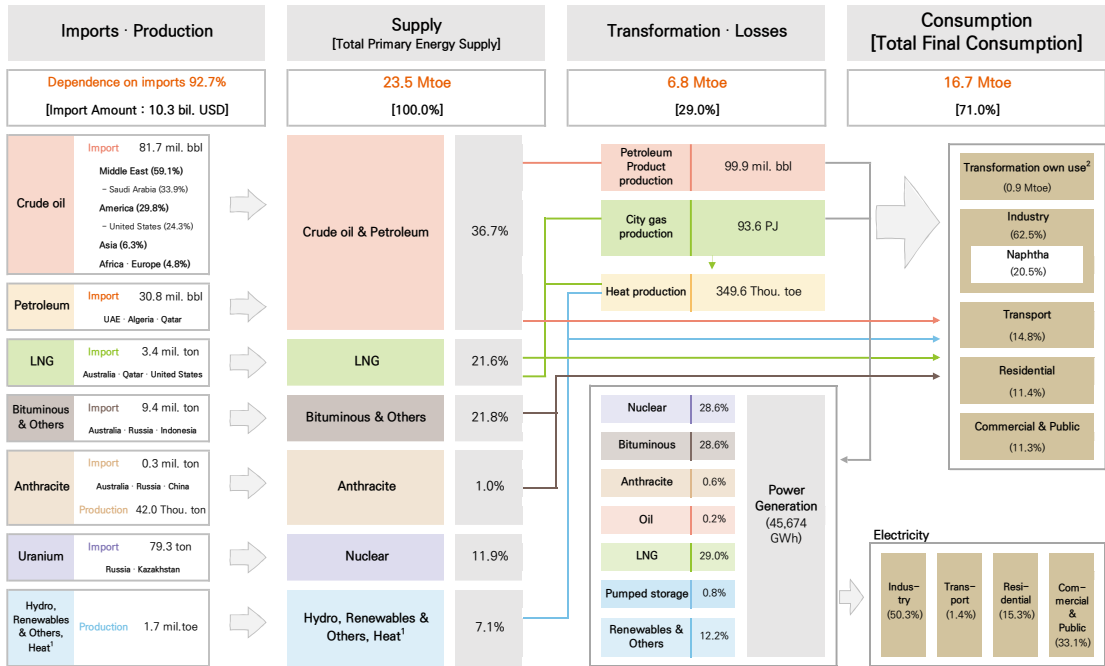 Imports · Production
Supply
[Total Primary Energy Supply]
Transformation · Losses
Consumption
[Total Final Consumption]
Dependence on imports 92.7%
[Import Amount : 10.3 bil. USD]
23.5 Mtoe
[100.0%]
6.8 Mtoe
[29.0%]
16.7 Mtoe
[71.0%]
Crude oil
Import 81.7 mil. bbl
Middle East (59.1%)
- Saudi Arabia (33.9%)
America (29.8%)
- United States (24.3%)
Asia (6.3%)
Africa · Europe (4.8%)
Petroleum
Import 30.8 mil. bbl
UAE · Algeria · Qatar
LNG
Import 3.4 mil. ton
Australia · Qatar · United States
Bituminous
& Others
Import 9.4 mil. ton
Australia · Russia · Indonesia
Anthracite
Import 0.3 mil. ton
Australia · Russia · China
Production 42.0 Thou. ton
Uranium
Import 79.3 ton
Russia · Kazakhstan
Hydro,
Renewables
& Others,
Heat¹
Production 1.7 mil.toe
Crude oil & Petroleum 36.7%
LNG 21.6%
Bituminous & Others 21.8%
Anthracite 1.0%
Nuclear 11.9%
Hydro, Renewables &
Others, Heat¹
7.1%
Petroleum
Product
production
99.9 mil. bbl
City gas
production
93.6 PJ
Heat production 349.6 Thou. toe
Nuclear 28.6%
Bituminous 28.6%
Anthracite 0.6%
Oil 0.2%
LNG 29.0%
Pumped storage 0.8%
Renewables &
Others
12.2%
Power
Generation
(45,674
GWh)
Transformation own use²
(0.9 Mtoe)
Industry
(62.5%)
Naphtha
(20.5%)
Transport
(14.8%)
Residential
(11.4%)
Commercial & Public
(11.3%)
Electricity
Indus-
try
(50.3%)
Trans-
port
(1.4%)
Resi-
dential
(15.3%)
Com-
mercial
&
Public
(33.1%)